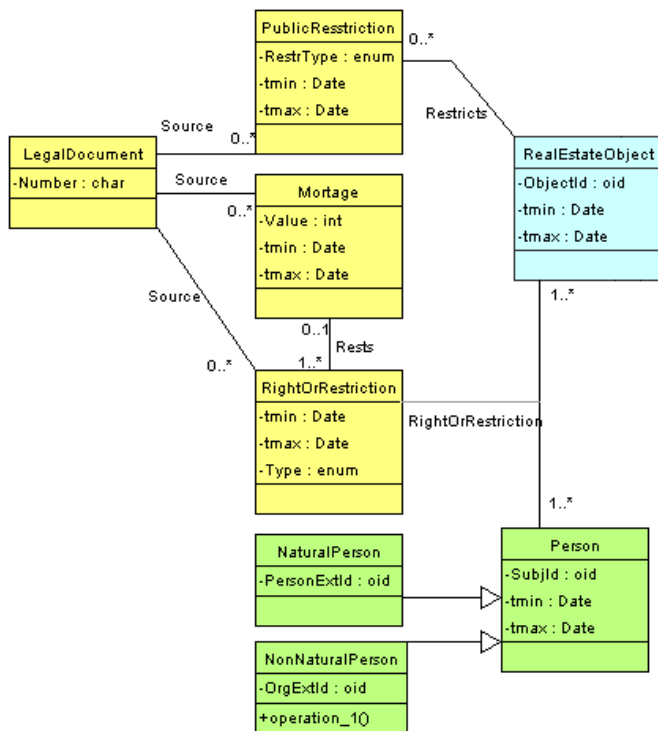 PublicResstriction
-RestrType : enum
-tmin : Date
-tmax : Date
0..*
Restricts
Source
0..*
LegalDocument
-Number : char
Source
0..*
Mortage
-Value : int
-tmin : Date
-tmax : Date
RealEstateObject
-ObjectId : oid
-tmin : Date
-tmax : Date
1..*
Source
0..*
0..1
Rests
1..*
RightOrRestriction
-tmin : Date
-tmax : Date
-Type : enum
RightOrRestriction
1..*
NaturalPerson
-PersonExtId : oid
Person
-SubjId : oid
-tmin : Date
-tmax : Date
NonNaturalPerson
-OrgExtId : oid
+operation_1()